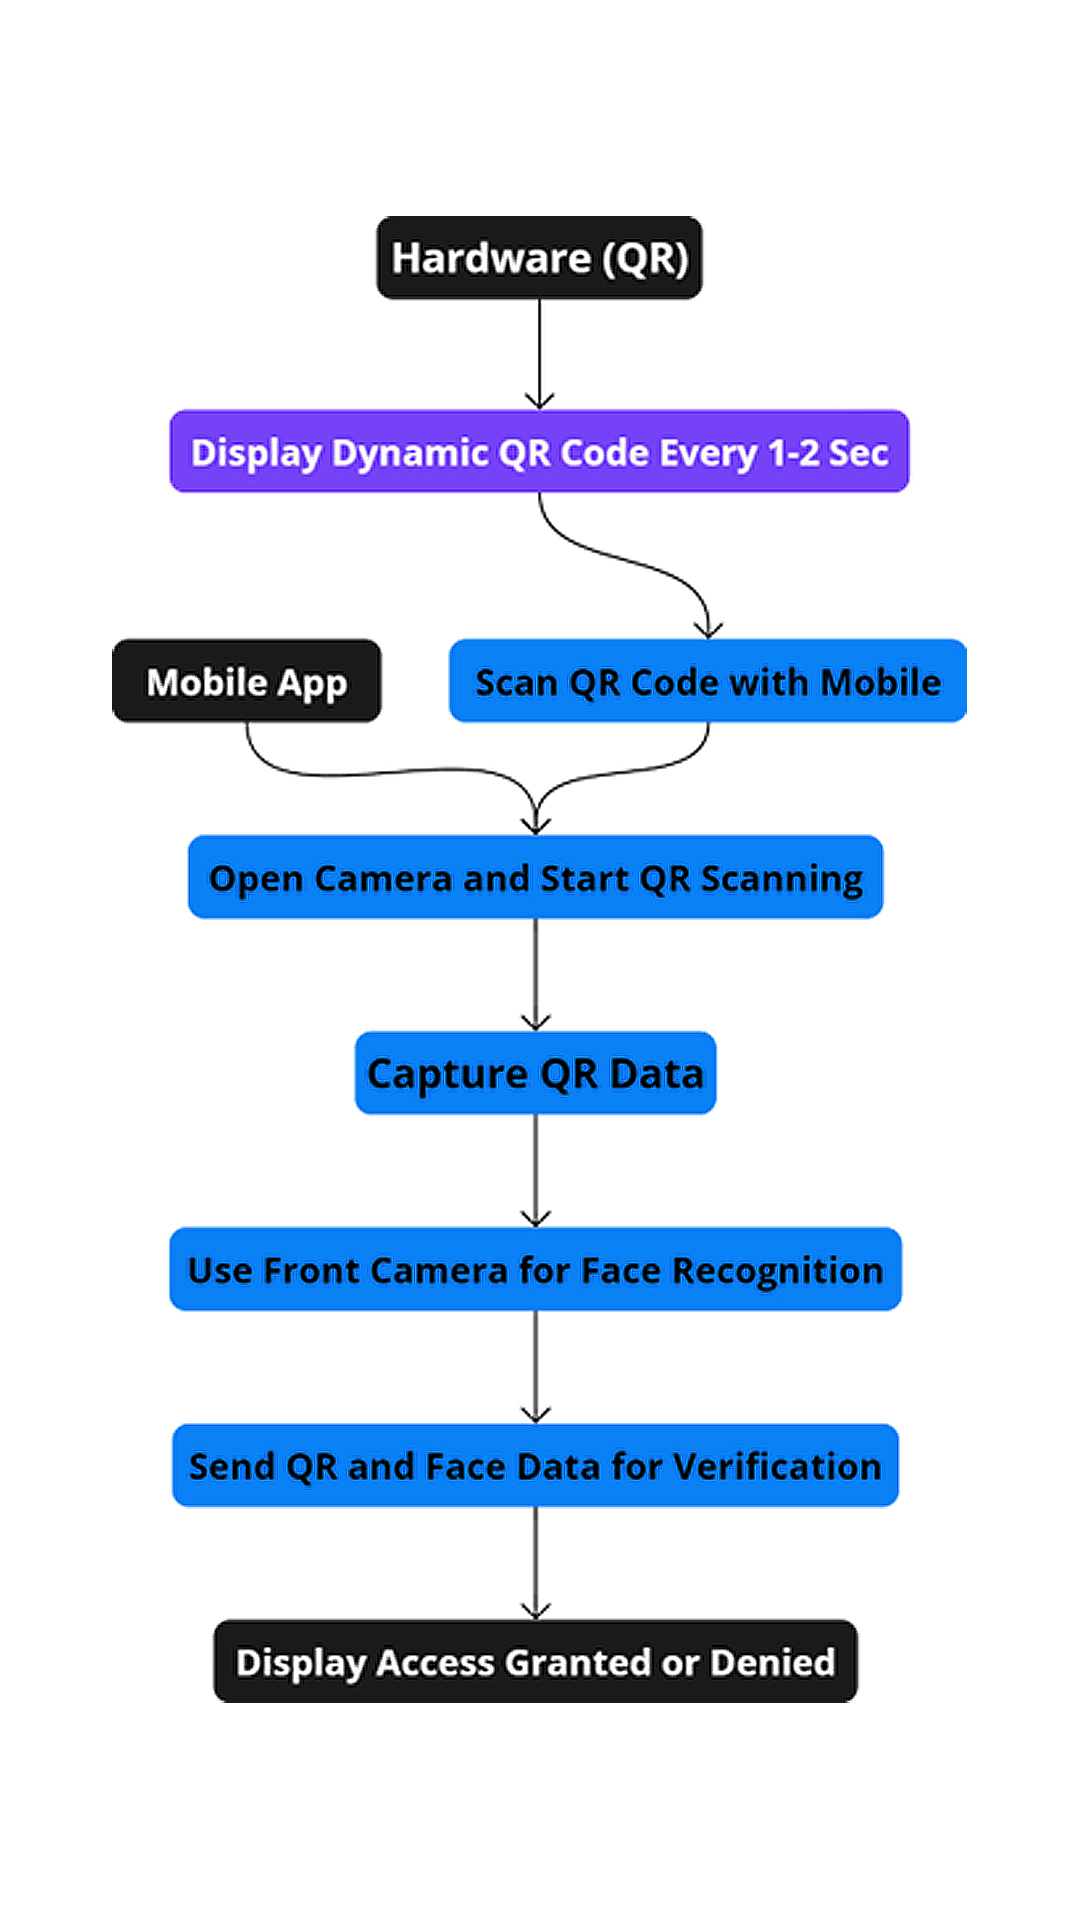 Hardware (QR)
Display Dynamic QR Code Every 1-2 Sec
Mobile App
Scan QR Code with Mobile
Open Camera and Start QR Scanning
Capture QR Data
Use Front Camera for Face Recognition
Send QR and Face Data for Verification
Display Access Granted or Denied